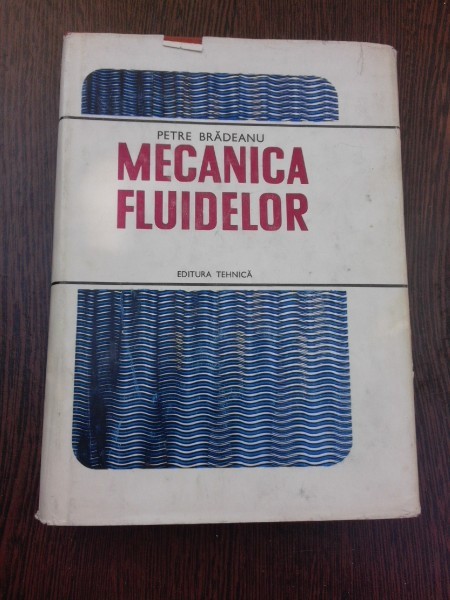 PETRE BRĂDEANU
MECANICA
FLUIDELOR
EDITURA TEHNICĂ